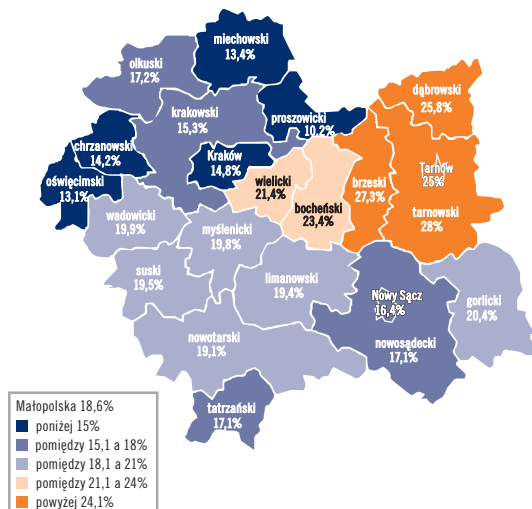 miechowski
13,4%
olkuski
17,2%
dąbrowski
25,8%
krakowski
15,3%
proszowicki
10,2%
chrzanowski
14,2%
Kraków
14,8%
Tarnów
25%
oświęcimski
13,1%
wielicki
21,4%
brzeski
27,3%
bocheński
23,4%
tarnowski
28%
wadowicki
19,9%
myślenicki
19,8%
suski
19,5%
limanowski
19,4%
Nowy Sącz
16,4%
gorlicki
20,4%
nowotarski
19,1%
nowosądecki
17,1%
tatrzański
17,1%
Małopolska 18,6%
poniżej 15%
pomiędzy 15,1 a 18%
pomiędzy 18,1 a 21%
pomiędzy 21,1 a 24%
powyżej 24,1%